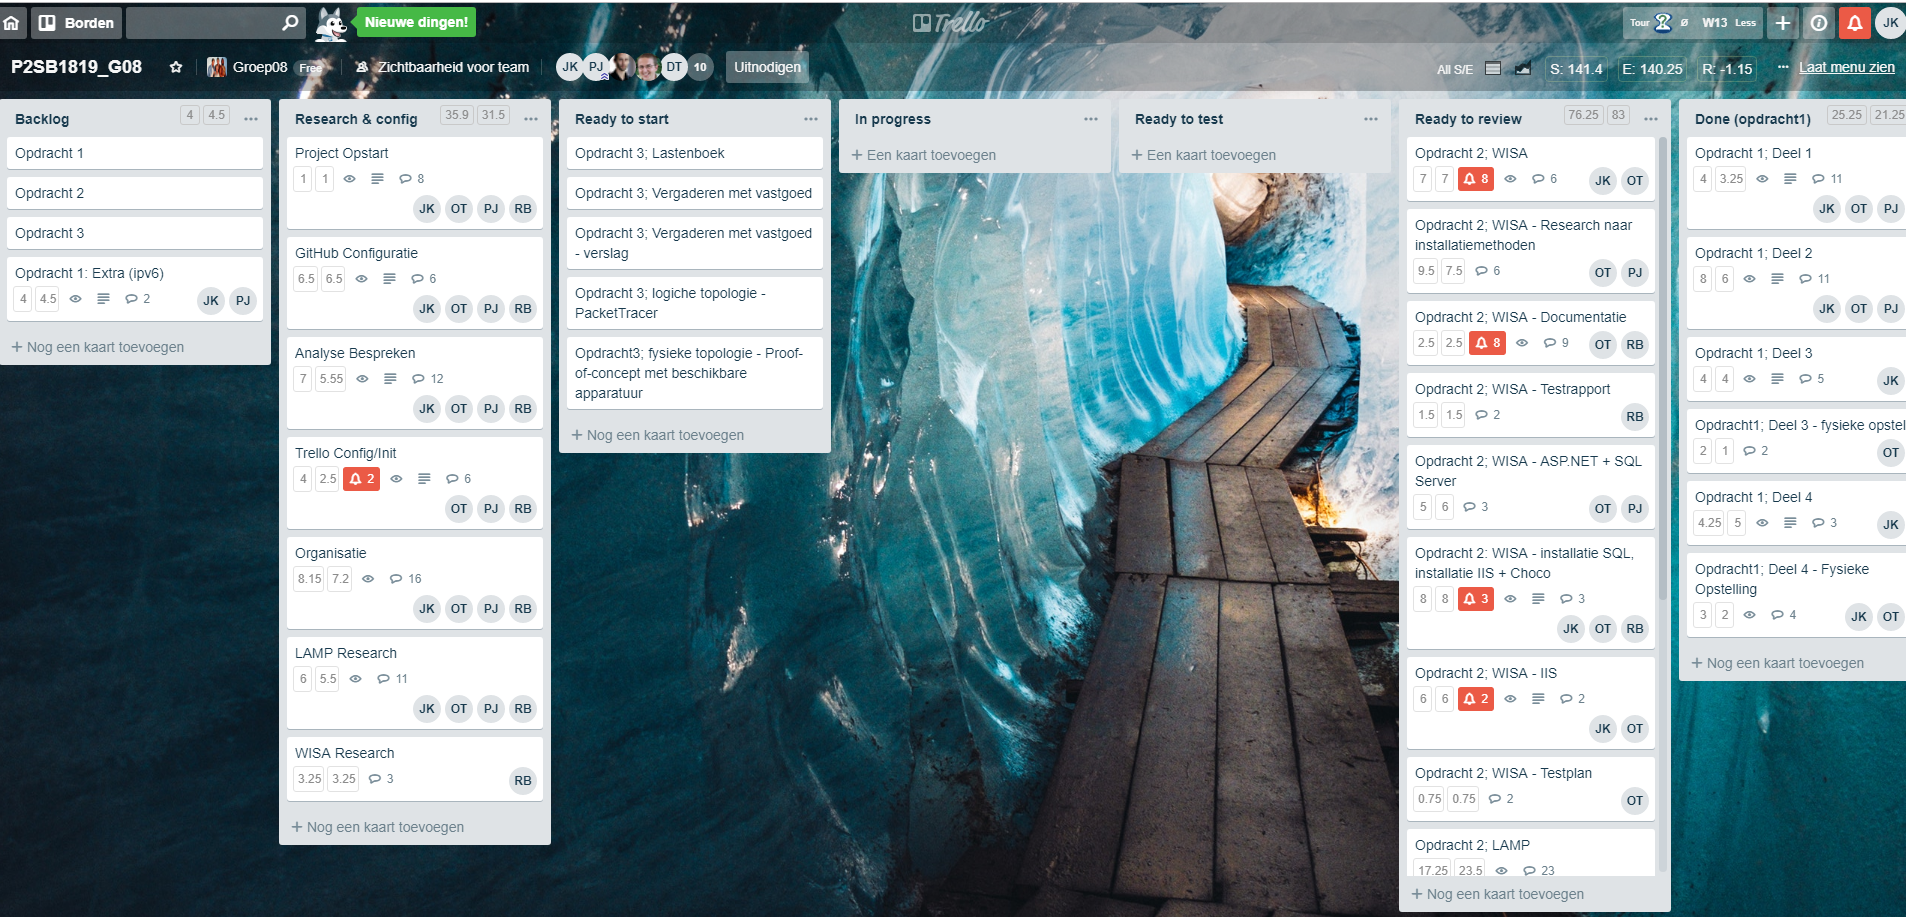 Borden
Nieuwe dingen!
Trello
Tour
W13 Less
JK
P2SB1819_G08
Groep08 Free
Zichtbaarheid voor team
JK PJ DT 10
Uitnodigen
All S/E
S: 141.4 E: 140.25 R: -1.15
Laat menu zien
Backlog 4 4.5
Opdracht 1
Opdracht 2
Opdracht 3
Opdracht 1: Extra (ipv6)
4 4.5 2 JK PJ
+ Nog een kaart toevoegen
Research & config 35.9 31.5
Project Opstart
1 1 8
JK OT PJ RB
GitHub Configuratie
6.5 6.5 6
JK OT PJ RB
Analyse Bespreken
7 5.55 12
JK OT PJ RB
Trello Config/Init
4 2.5 2 6
OT PJ RB
Organisatie
8.15 7.2 16
JK OT PJ RB
LAMP Research
6 5.5 11
JK OT PJ RB
WISA Research
3.25 3.25 3 RB
+ Nog een kaart toevoegen
Ready to start
Opdracht 3; Lastenboek
Opdracht 3; Vergaderen met vastgoed
Opdracht 3; Vergaderen met vastgoed
- verslag
Opdracht 3; logiche topologie -
PacketTracer
Opdracht3; fysieke topologie - Proof-
of-concept met beschikbare
apparatuur
+ Nog een kaart toevoegen
In progress
+ Een kaart toevoegen
Ready to test
+ Een kaart toevoegen
Ready to review 76.25 83
Opdracht 2; WISA
7 7 8 6 JK OT
Opdracht 2; WISA - Research naar
installatiemethoden
9.5 7.5 6 OT PJ
Opdracht 2; WISA - Documentatie
2.5 2.5 8 9 OT RB
Opdracht 2; WISA - Testrapport
1.5 1.5 2 RB
Opdracht 2; WISA - ASP.NET + SQL
Server
5 6 3 OT PJ
Opdracht 2: WISA - installatie SQL,
installatie IIS + Choco
8 8 3 3
JK OT RB
Opdracht 2; WISA - IIS
6 6 2 2
JK OT
Opdracht 2; WISA - Testplan
0.75 0.75 2 OT
Opdracht 2; LAMP
17.25 23.5 23
+ Nog een kaart toevoegen
Done (opdracht1) 25.25 21.25
Opdracht 1; Deel 1
4 3.25 11
JK OT PJ
Opdracht 1; Deel 2
8 6 11
JK OT PJ
Opdracht 1; Deel 3
4 4 5 JK
Opdracht1; Deel 3 - fysieke opstel
2 1 2 OT
Opdracht 1; Deel 4
4.25 5 3 JK
Opdracht1; Deel 4 - Fysieke
Opstelling
3 2 4 JK OT
+ Nog een kaart toevoegen